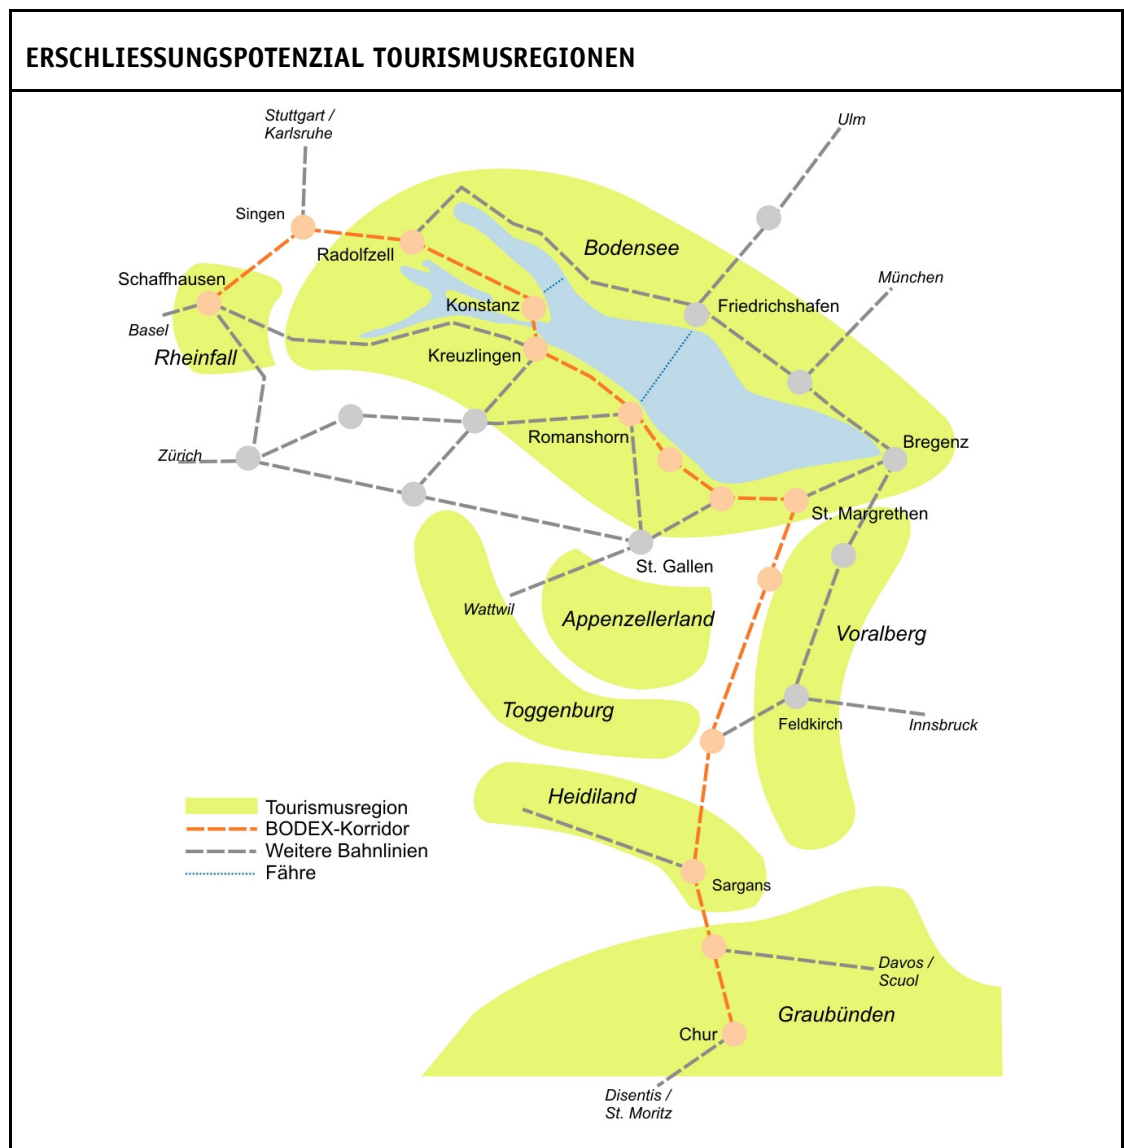 ERSCHLIESSUNGSPOTENZIAL TOURISMUSREGIONEN
Stuttgart /
Karlsruhe
Ulm
Singen
Radolfzell
Bodensee
Schaffhausen
München
Konstanz
Friedrichshafen
Basel
Rheinfall
Kreuzlingen
Romanshorn
Bregenz
Zürich
St. Margrethen
St. Gallen
Wattwil
Appenzellerland
Voralberg
Toggenburg
Feldkirch
Innsbruck
Heidiland
Tourismusregion
BODEX-Korridor
Weitere Bahnlinien
Fähre
Sargans
Davos /
Scuol
Graubünden
Chur
Disentis /
St. Moritz